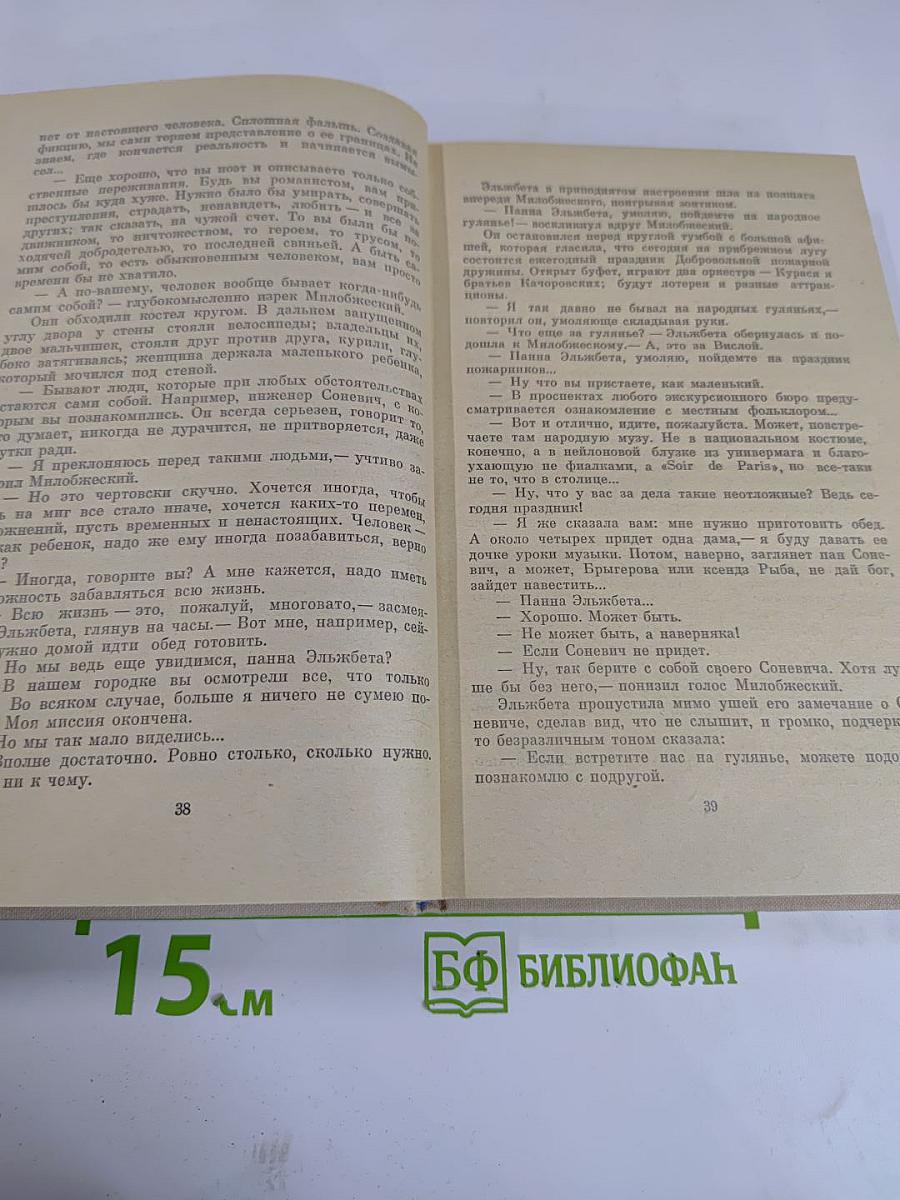 нет от настоящего человека. Сплошная фальшь. Создавая
фикцию, мы сами теряем представление о ее границах. Не
знаем, где кончается реальность и начинается вымы-
сел...
— Еще хорошо, что вы поэт и описываете только соб-
ственные переживания. Будь вы романистом, вам при-
шлось бы куда хуже. Нужно было бы умирать, совершать
преступления, страдать, ненавидеть, любить — и все за
других; так сказать, на чужой счет. То вы были бы по-
движником, то ничтожеством, то героем, то трусом, то
ходячей добродетелью, то последней свиньей. А быть са-
мим собой, то есть обыкновенным человеком, вам просто
времени бы не хватило.
— А по-вашему, человек вообще бывает когда-нибудь
самим собой? — глубокомысленно изрек Милобжеский.
Они обходили костел кругом. В дальнем запущенном
углу двора у стены стояли велосипеды; владельцы их,
двое мальчишек, стояли друг против друга, курили, глу-
боко затягиваясь; женщина держала маленького ребенка,
который мочился под стеной.
— Бывают люди, которые при любых обстоятельствах
стаются сами собой. Например, инженер Соневич, с ко-
рым вы познакомились. Он всегда серьезен, говорит то,
то думает, никогда не дурачится, не притворяется, даже
утки ради.
— Я преклоняюсь перед такими людьми,— учтиво за-
рил Милобжеский.
— Но это чертовски скучно. Хочется иногда, чтобы
ь на миг все стало иначе, хочется каких-то перемен,
ожнений, пусть временных и ненастоящих. Человек —
как ребенок, надо же ему иногда позабавиться, верно
?
— Иногда, говорите вы? А мне кажется, надо иметь
ожность забавляться всю жизнь.
Всю жизнь — это, пожалуй, многовато,— засмея-
Эльжбета, глянув на часы.— Вот мне, например, сей-
ужно домой идти обед готовить.
Но мы ведь еще увидимся, панна Эльжбета?
В нашем городке вы осмотрели все, что только
Во всяком случае, больше я ничего не сумею по-
Моя миссия окончена.
Но мы так мало виделись...
Вполне достаточно. Ровно столько, сколько нужно.
ни к чему.
38
Эльжбета в приподнятом настроении шла на полшага
впереди Милобжеского, поигрывая зонтиком.
— Панна Эльжбета, умоляю, пойдемте на народное
гулянье!— воскликнул вдруг Милобжеский.
Он остановился перед круглой тумбой с большой афи-
шей, которая гласила, что сегодня на прибрежном лугу
состоится ежегодный праздник Добровольной пожарной
дружины. Открыт буфет, играют два оркестра — Курася и
братьев Качоровских; будут лотерея и разные аттрак-
ционы.
— Я так давно не бывал на народных гуляньях,—
повторил он, умоляюще складывая руки.
— Что еще за гулянье? — Эльжбета обернулась и по-
дошла к Милобжескому.— А, это за Вислой.
— Панна Эльжбета, умоляю, пойдемте на праздник
пожарников...
— Ну что вы пристаете, как маленький.
— В проспектах любого экскурсионного бюро преду-
сматривается ознакомление с местным фольклором...
— Вот и отлично, идите, пожалуйста. Может, повстре-
чаете там народную музу. Не в национальном костюме,
конечно, а в нейлоновой блузке из универмага и благо-
ухающую не фиалками, а «Soir de Paris», но все-таки
не то, что в столице...
— Ну, что у вас за дела такие неотложные? Ведь се-
годня праздник!
— Я же сказала вам: мне нужно приготовить обед.
А около четырех придет одна дама,— я буду давать ее
дочке уроки музыки. Потом, наверно, заглянет пан Соне-
вич, а может, Брыгерова или ксендз Рыба, не дай бог,
зайдет навестить...
— Панна Эльжбета...
— Хорошо. Может быть.
— Не может быть, а наверняка!
— Если Соневич не придет.
— Ну, так берите с собой своего Соневича. Хотя лу
ше бы без него,— понизил голос Милобжеский.
Эльжбета пропустила мимо ушей его замечание о С
невиче, сделав вид, что не слышит, и громко, подчерк
то безразличным тоном сказала:
— Если встретите нас на гулянье, можете подо
познакомлю с подругой.
39
15 см
БФ БИБЛИОФАН